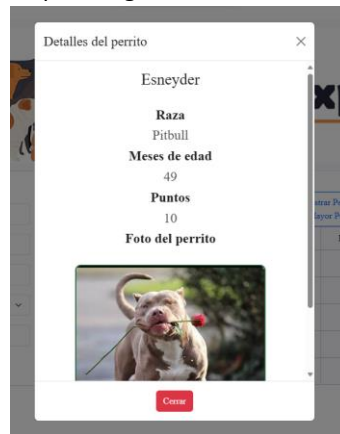 Detalles del perrito
Esneyder
Raza
Pitbull
Meses de edad
49
Puntos
10
Foto del perrito
Cerrar